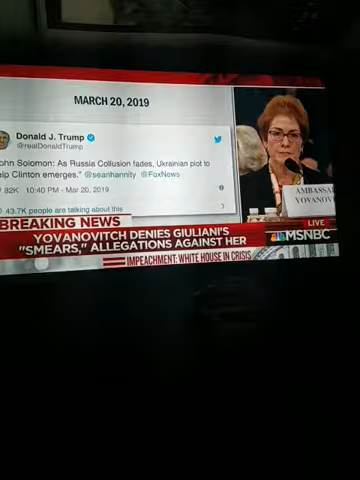 MARCH 20, 2019
Donald J. Trump
@realDonaldTrump
ohn Solomon: As Russia Collusion fades, Ukrainian plot to
elp Clinton emerges." @seanhannity @FoxNews
82K 10:40 PM - Mar 20, 2019
43.7K people are talking about this
AMBASSA
YOVANOV
BREAKING NEWS
YOVANOVITCH DENIES GIULIANI'S
"SMEARS," ALLEGATIONS AGAINST HER
LIVE
MSNBC
IMPEACHMENT: WHITE HOUSE IN CRISIS